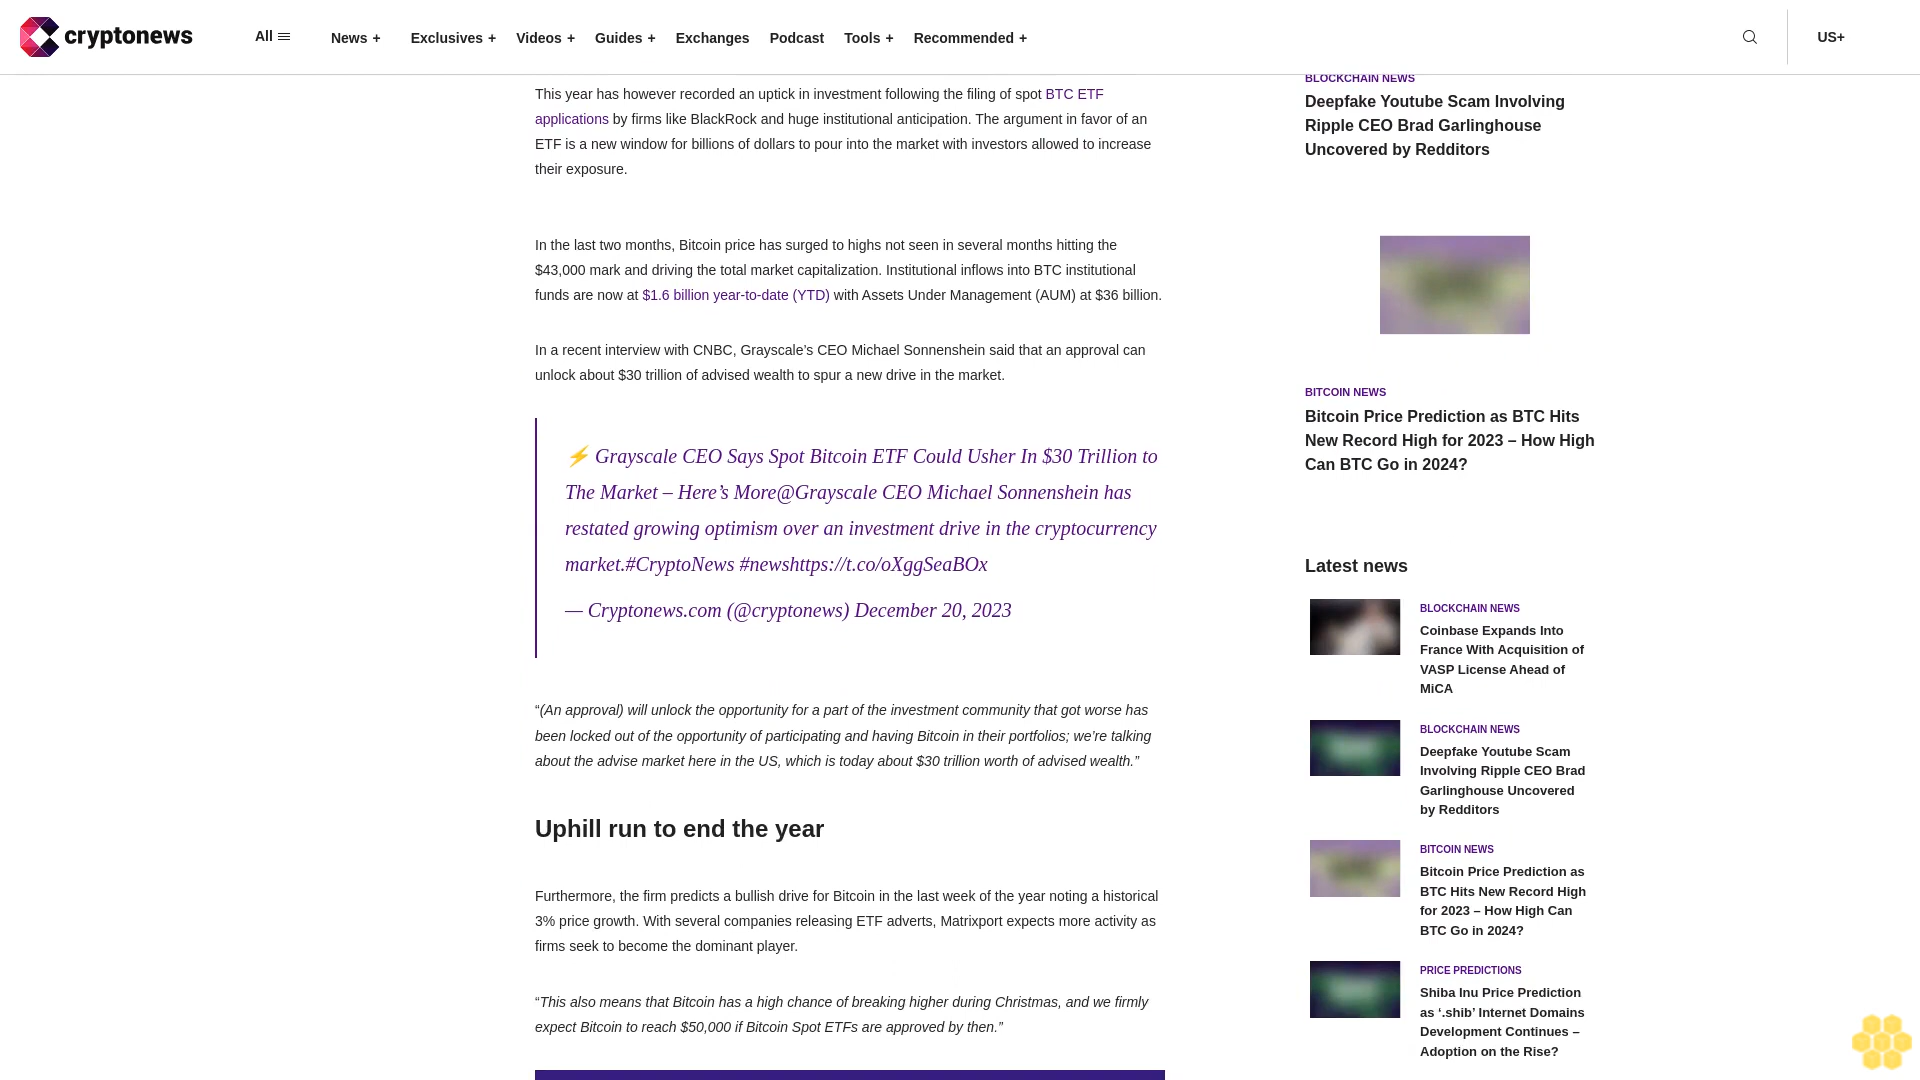 cryptonews
All
News +
Exclusives +
Videos +
Guides +
Exchanges
Podcast
Tools +
Recommended +
US+
This year has however recorded an uptick in investment following the filing of spot BTC ETF
applications by firms like BlackRock and huge institutional anticipation. The argument in favor of an
ETF is a new window for billions of dollars to pour into the market with investors allowed to increase
their exposure.
In the last two months, Bitcoin price has surged to highs not seen in several months hitting the
$43,000 mark and driving the total market capitalization. Institutional inflows into BTC institutional
funds are now at $1.6 billion year-to-date (YTD) with Assets Under Management (AUM) at $36 billion.
In a recent interview with CNBC, Grayscale’s CEO Michael Sonnenshein said that an approval can
unlock about $30 trillion of advised wealth to spur a new drive in the market.
⚡ Grayscale CEO Says Spot Bitcoin ETF Could Usher In $30 Trillion to
The Market – Here’s More@Grayscale CEO Michael Sonnenshein has
restated growing optimism over an investment drive in the cryptocurrency
market.#CryptoNews #newshttps://t.co/oXggSeaBOx
— Cryptonews.com (@cryptonews) December 20, 2023
“(An approval) will unlock the opportunity for a part of the investment community that got worse has
been locked out of the opportunity of participating and having Bitcoin in their portfolios; we’re talking
about the advise market here in the US, which is today about $30 trillion worth of advised wealth.”
Uphill run to end the year
Furthermore, the firm predicts a bullish drive for Bitcoin in the last week of the year noting a historical
3% price growth. With several companies releasing ETF adverts, Matrixport expects more activity as
firms seek to become the dominant player.
“This also means that Bitcoin has a high chance of breaking higher during Christmas, and we firmly
expect Bitcoin to reach $50,000 if Bitcoin Spot ETFs are approved by then.”
BLOCKCHAIN NEWS
Deepfake Youtube Scam Involving
Ripple CEO Brad Garlinghouse
Uncovered by Redditors
BITCOIN NEWS
Bitcoin Price Prediction as BTC Hits
New Record High for 2023 – How High
Can BTC Go in 2024?
Latest news
BLOCKCHAIN NEWS
Coinbase Expands Into
France With Acquisition of
VASP License Ahead of
MiCA
BLOCKCHAIN NEWS
Deepfake Youtube Scam
Involving Ripple CEO Brad
Garlinghouse Uncovered
by Redditors
BITCOIN NEWS
Bitcoin Price Prediction as
BTC Hits New Record High
for 2023 – How High Can
BTC Go in 2024?
PRICE PREDICTIONS
Shiba Inu Price Prediction
as ‘.shib’ Internet Domains
Development Continues –
Adoption on the Rise?